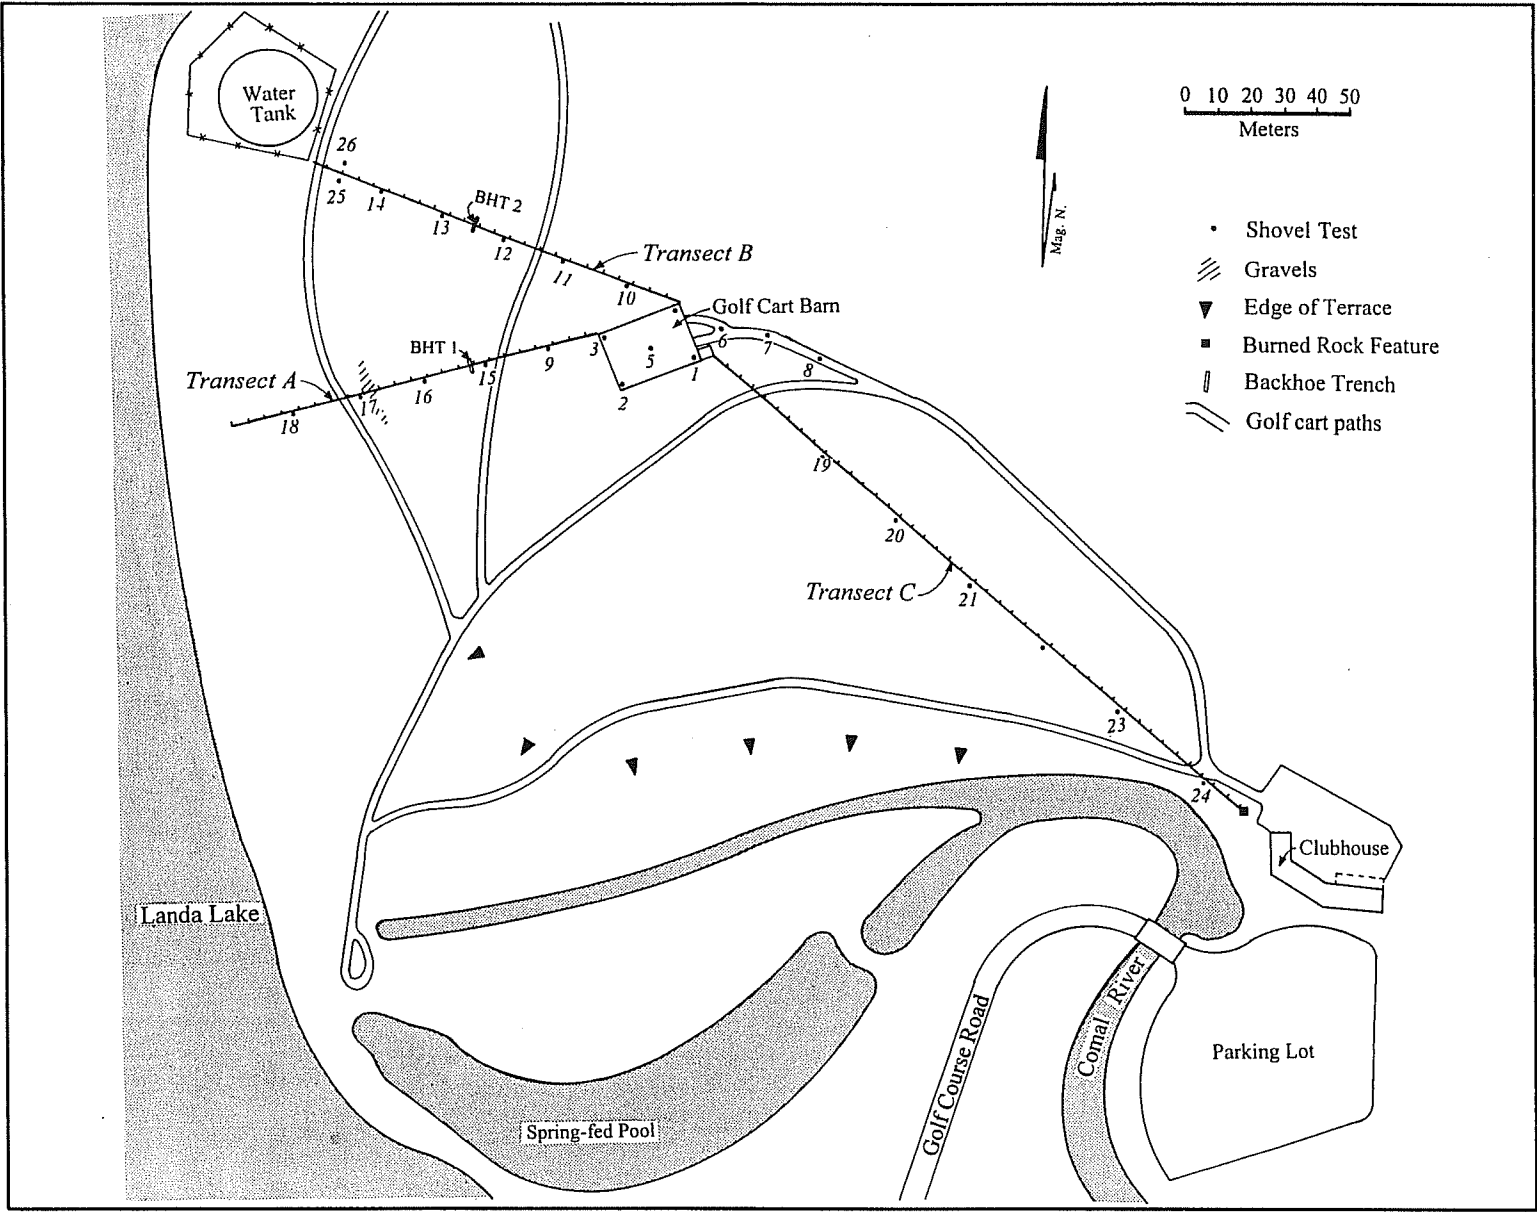 Water
Tank
0 10 20 30 40 50
Meters
26
25
14
13
BHT 2
12
11
10
Transect B
Mag. N.
Shovel Test
Gravels
Edge of Terrace
Burned Rock Feature
Backhoe Trench
Golf cart paths
Golf Cart Barn
BHT 1
Transect A
18
17
16
15
9
3
5
1
2
6
7
8
19
20
Transect C
21
23
24
Clubhouse
Landa Lake
Spring-fed Pool
Golf Course Road
Comal River
Parking Lot